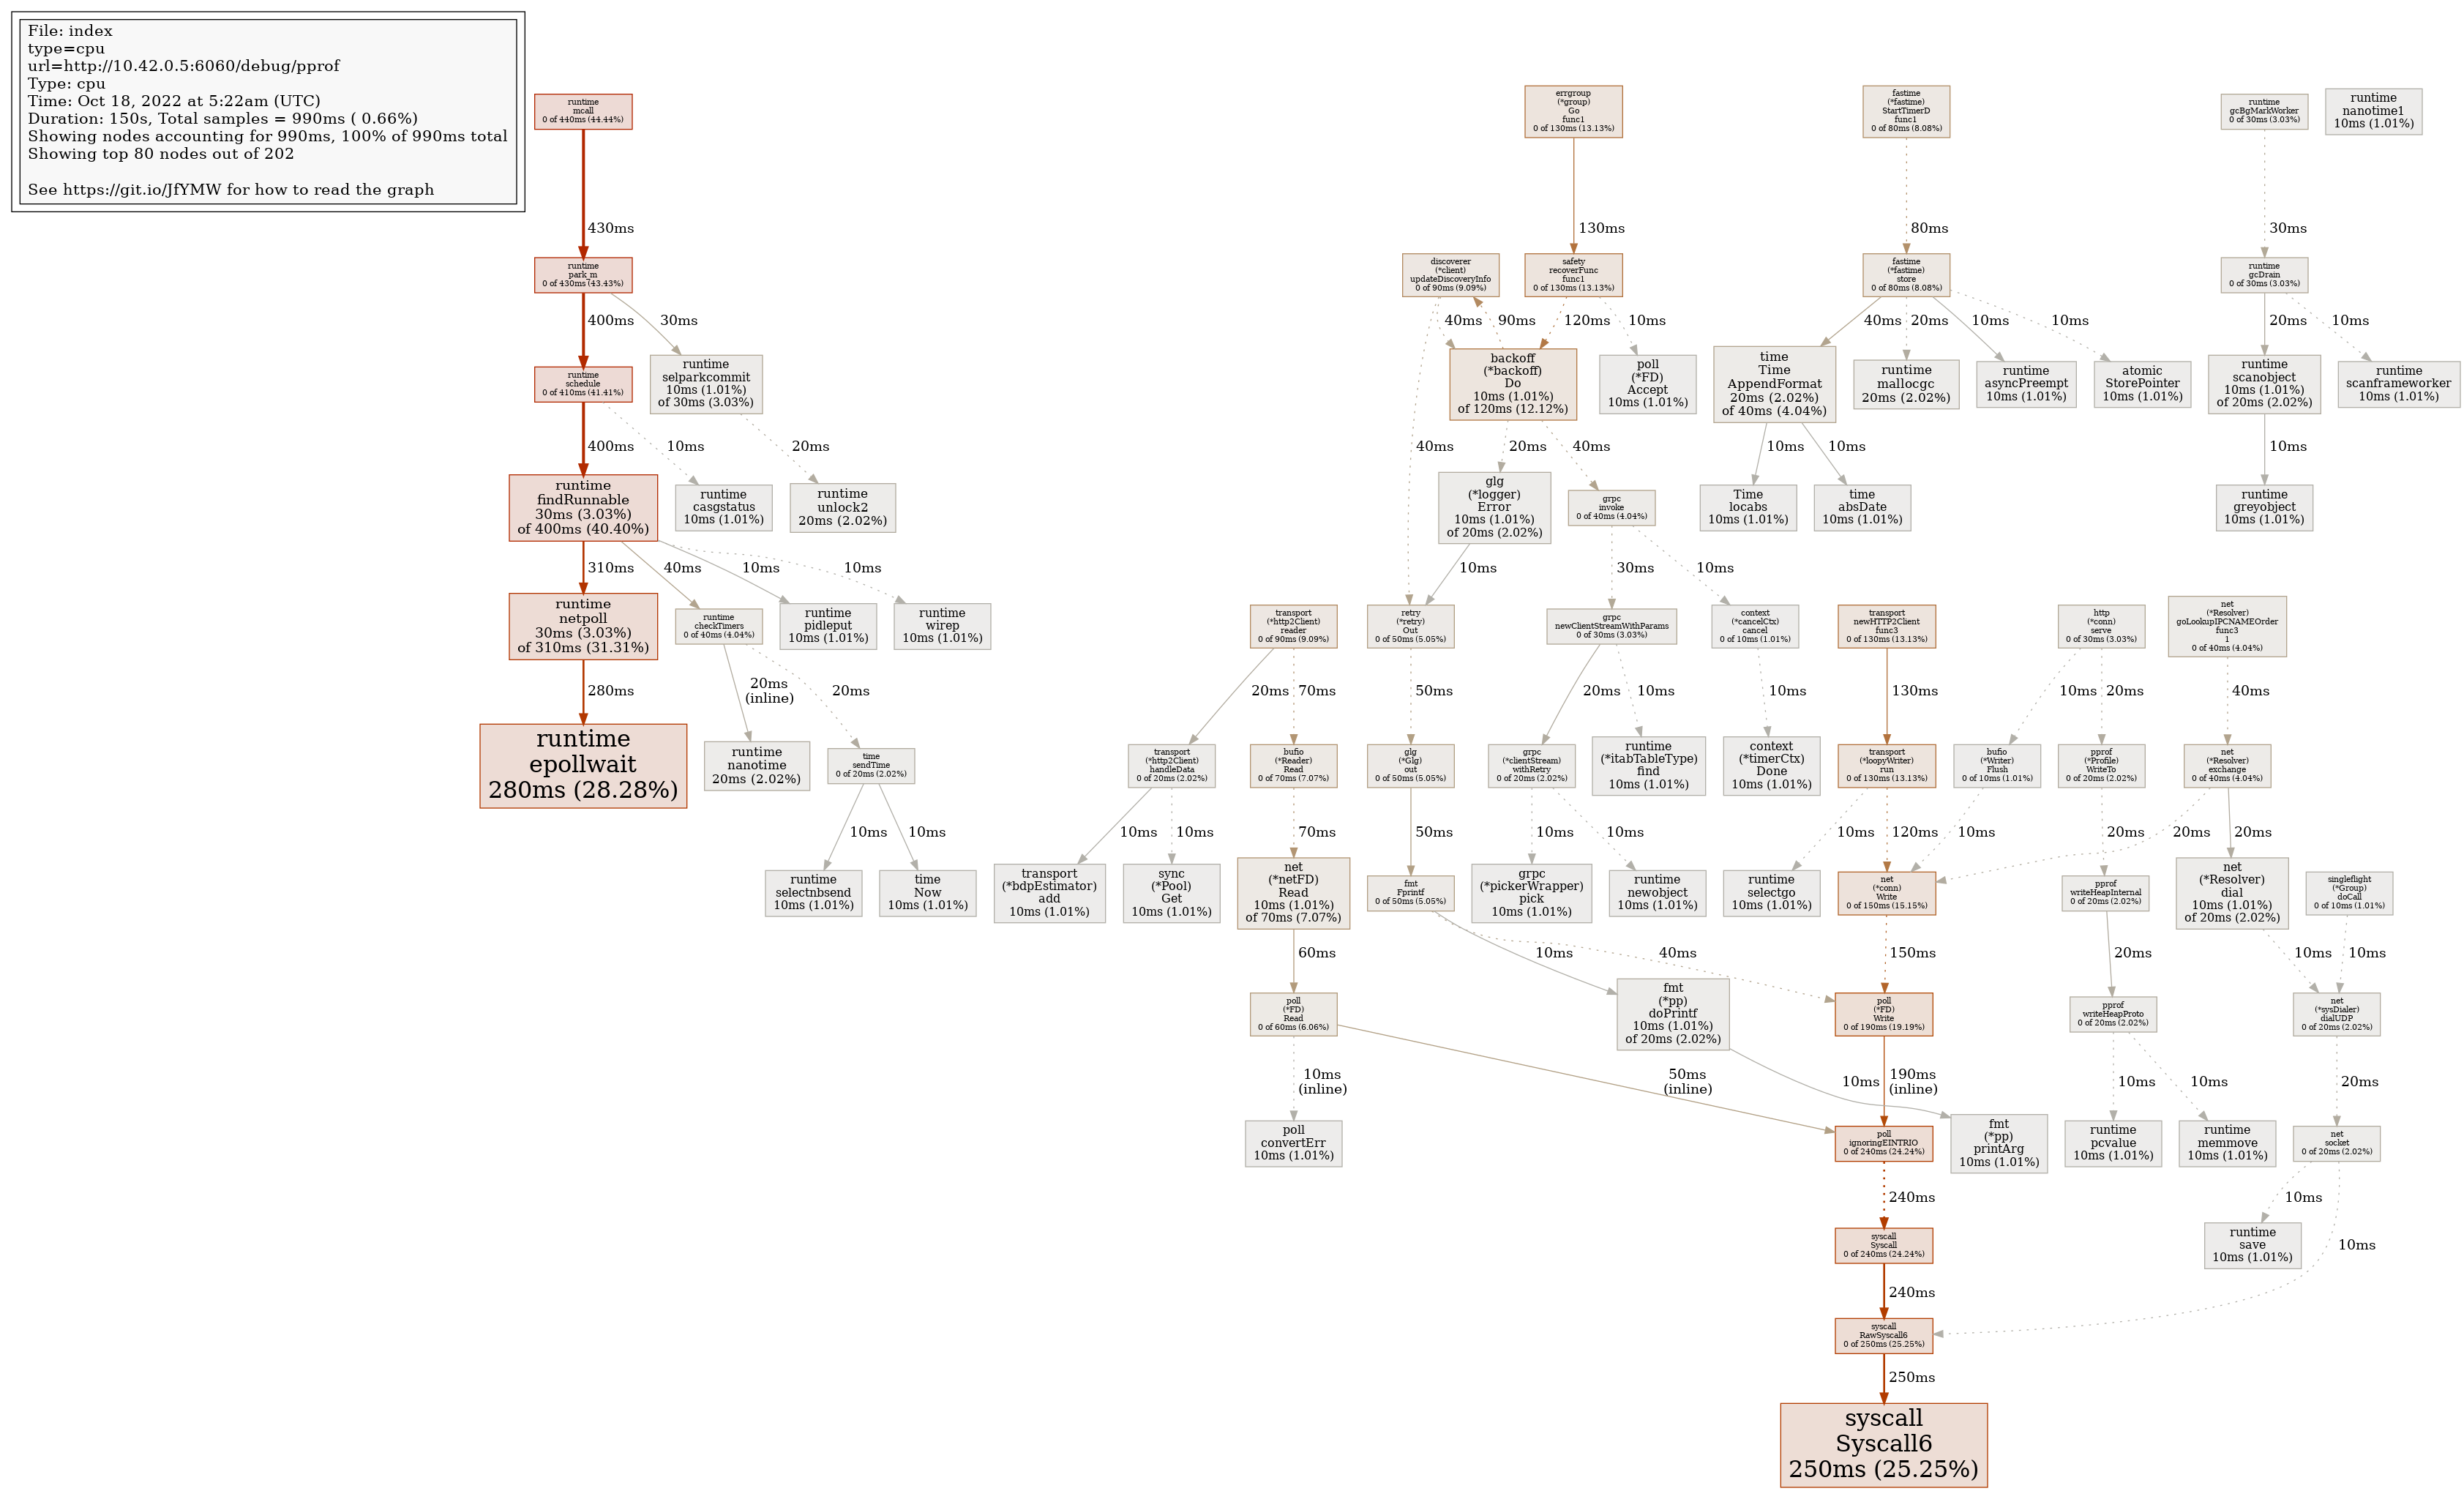 File: index
type=cpu
url=http://10.42.0.5:6060/debug/pprof
Type: cpu
Time: Oct 18, 2022 at 5:22am (UTC)
Duration: 150s, Total samples = 990ms ( 0.66%)
Showing nodes accounting for 990ms, 100% of 990ms total
Showing top 80 nodes out of 202
See https://git.io/JfYMW for how to read the graph
runtime
mcall
0 of 440ms (44.44%)
errgroup
(*group)
Go
func1
0 of 130ms (13.13%)
fastime
(*fastime)
StartTimerD
func1
0 of 80ms (8.08%)
runtime
gcBgMarkWorker
0 of 30ms (3.03%)
runtime
nanotime1
10ms (1.01%)
430ms
130ms
80ms
30ms
runtime
park_m
0 of 430ms (43.43%)
discoverer
(*client)
updateDiscoveryInfo
0 of 90ms (9.09%)
safety
recoverFunc
func1
0 of 130ms (13.13%)
fastime
(*fastime)
store
0 of 80ms (8.08%)
runtime
gcDrain
0 of 30ms (3.03%)
400ms
30ms
40ms
90ms
120ms
10ms
40ms
20ms
10ms
10ms
20ms
10ms
runtime
schedule
0 of 410ms (41.41%)
runtime
selparkcommit
10ms (1.01%)
of 30ms (3.03%)
backoff
(*backoff)
Do
10ms (1.01%)
of 120ms (12.12%)
poll
(*FD)
Accept
10ms (1.01%)
time
Time
AppendFormat
20ms (2.02%)
of 40ms (4.04%)
runtime
mallocgc
20ms (2.02%)
runtime
asyncPreempt
10ms (1.01%)
atomic
StorePointer
10ms (1.01%)
runtime
scanobject
10ms (1.01%)
of 20ms (2.02%)
runtime
scanframeworker
10ms (1.01%)
400ms
10ms
20ms
40ms
20ms
40ms
10ms
10ms
10ms
runtime
findRunnable
30ms (3.03%)
of 400ms (40.40%)
runtime
casgstatus
10ms (1.01%)
runtime
unlock2
20ms (2.02%)
glg
(*logger)
Error
10ms (1.01%)
of 20ms (2.02%)
grpc
invoke
0 of 40ms (4.04%)
Time
locabs
10ms (1.01%)
time
absDate
10ms (1.01%)
runtime
greyobject
10ms (1.01%)
310ms
40ms
10ms
10ms
10ms
30ms
10ms
runtime
netpoll
30ms (3.03%)
of 310ms (31.31%)
runtime
checkTimers
0 of 40ms (4.04%)
runtime
pidleput
10ms (1.01%)
runtime
wirep
10ms (1.01%)
transport
(*http2Client)
reader
0 of 90ms (9.09%)
retry
(*retry)
Out
0 of 50ms (5.05%)
grpc
newClientStreamWithParams
0 of 30ms (3.03%)
context
(*cancelCtx)
cancel
0 of 10ms (1.01%)
transport
newHTTP2Client
func3
0 of 130ms (13.13%)
http
(*conn)
serve
0 of 30ms (3.03%)
net
(*Resolver)
goLookupIPCNAMEOrder
func3
1
0 of 40ms (4.04%)
280ms
20ms
(inline)
20ms
20ms
70ms
50ms
20ms
10ms
10ms
130ms
10ms
20ms
40ms
runtime
epollwait
280ms (28.28%)
runtime
nanotime
20ms (2.02%)
time
sendTime
0 of 20ms (2.02%)
transport
(*http2Client)
handleData
0 of 20ms (2.02%)
bufio
(*Reader)
Read
0 of 70ms (7.07%)
glg
(*Glg)
out
0 of 50ms (5.05%)
grpc
(*clientStream)
withRetry
0 of 20ms (2.02%)
runtime
(*itabTableType)
find
10ms (1.01%)
context
(*timerCtx)
Done
10ms (1.01%)
transport
(*loopyWriter)
run
0 of 130ms (13.13%)
bufio
(*Writer)
Flush
0 of 10ms (1.01%)
pprof
(*Profile)
WriteTo
0 of 20ms (2.02%)
net
(*Resolver)
exchange
0 of 40ms (4.04%)
10ms
10ms
10ms
10ms
70ms
50ms
10ms
10ms
10ms
120ms
10ms
20ms
20ms
20ms
runtime
selectnbsend
10ms (1.01%)
time
Now
10ms (1.01%)
transport
(*bdpEstimator)
add
10ms (1.01%)
sync
(*Pool)
Get
10ms (1.01%)
net
(*netFD)
Read
10ms (1.01%)
of 70ms (7.07%)
fmt
Fprintf
0 of 50ms (5.05%)
grpc
(*pickerWrapper)
pick
10ms (1.01%)
runtime
newobject
10ms (1.01%)
runtime
selectgo
10ms (1.01%)
net
(*conn)
Write
0 of 150ms (15.15%)
pprof
writeHeapInternal
0 of 20ms (2.02%)
net
(*Resolver)
dial
10ms (1.01%)
of 20ms (2.02%)
singleflight
(*Group)
doCall
0 of 10ms (1.01%)
60ms
10ms
40ms
150ms
20ms
10ms
10ms
poll
(*FD)
Read
0 of 60ms (6.06%)
fmt
(*pp)
doPrintf
10ms (1.01%)
of 20ms (2.02%)
poll
(*FD)
Write
0 of 190ms (19.19%)
pprof
writeHeapProto
0 of 20ms (2.02%)
net
(*sysDialer)
dialUDP
0 of 20ms (2.02%)
10ms
(inline)
50ms
(inline)
10ms
190ms
(inline)
10ms
10ms
20ms
poll
convertErr
10ms (1.01%)
poll
ignoringEINTRIO
0 of 240ms (24.24%)
fmt
(*pp)
printArg
10ms (1.01%)
runtime
pcvalue
10ms (1.01%)
runtime
memmove
10ms (1.01%)
net
socket
0 of 20ms (2.02%)
240ms
10ms
10ms
syscall
Syscall
0 of 240ms (24.24%)
runtime
save
10ms (1.01%)
240ms
syscall
RawSyscall6
0 of 250ms (25.25%)
250ms
syscall
Syscall6
250ms (25.25%)